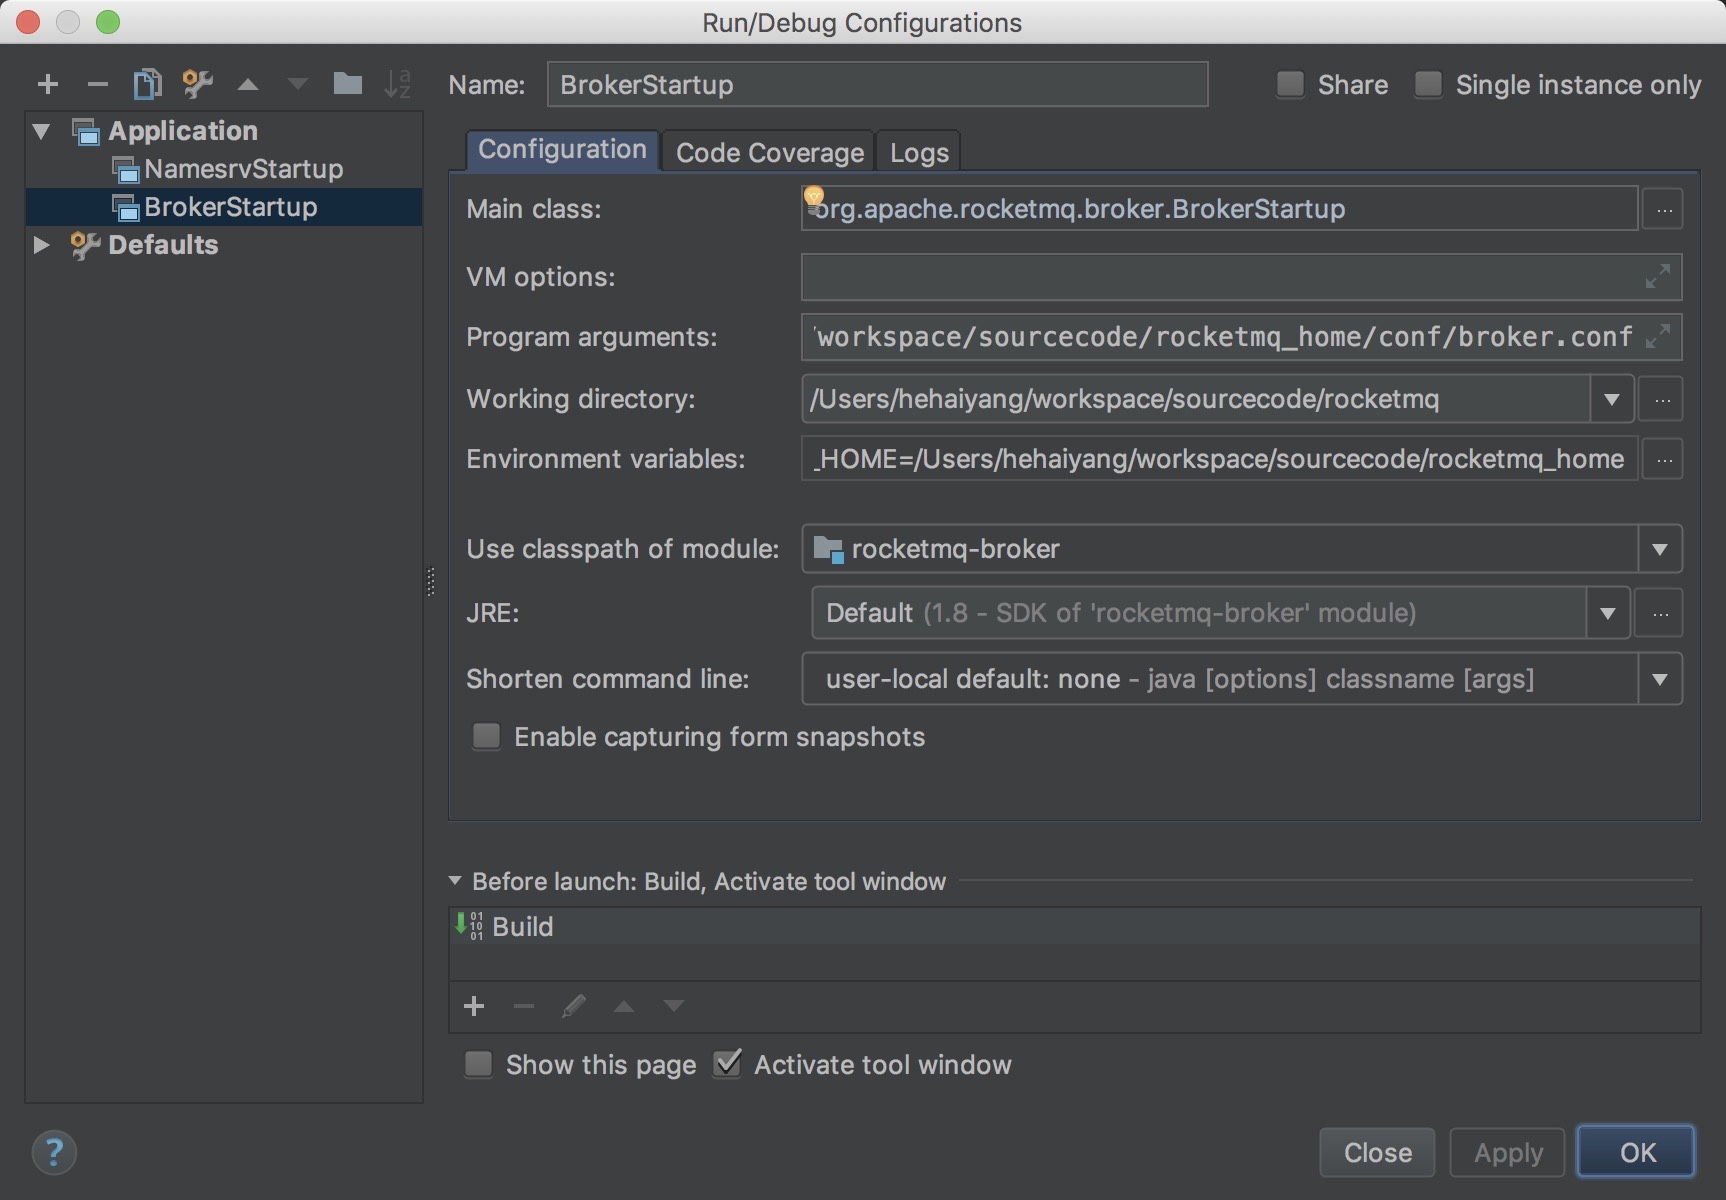 Run/Debug Configurations
Name: BrokerStartup Share Single instance only
Application
NamesrvStartup
BrokerStartup
Defaults
Configuration Code Coverage Logs
Main class: org.apache.rocketmq.broker.BrokerStartup ...
VM options:
Program arguments: workspace/sourcecode/rocketmq_home/conf/broker.conf
Working directory: /Users/hehaiyang/workspace/sourcecode/rocketmq ...
Environment variables: _HOME=/Users/hehaiyang/workspace/sourcecode/rocketmq_home ...
Use classpath of module: rocketmq-broker
JRE: Default (1.8 - SDK of 'rocketmq-broker' module) ...
Shorten command line: user-local default: none - java [options] classname [args]
Enable capturing form snapshots
Before launch: Build, Activate tool window
Build
Show this page Activate tool window
? Close Apply OK